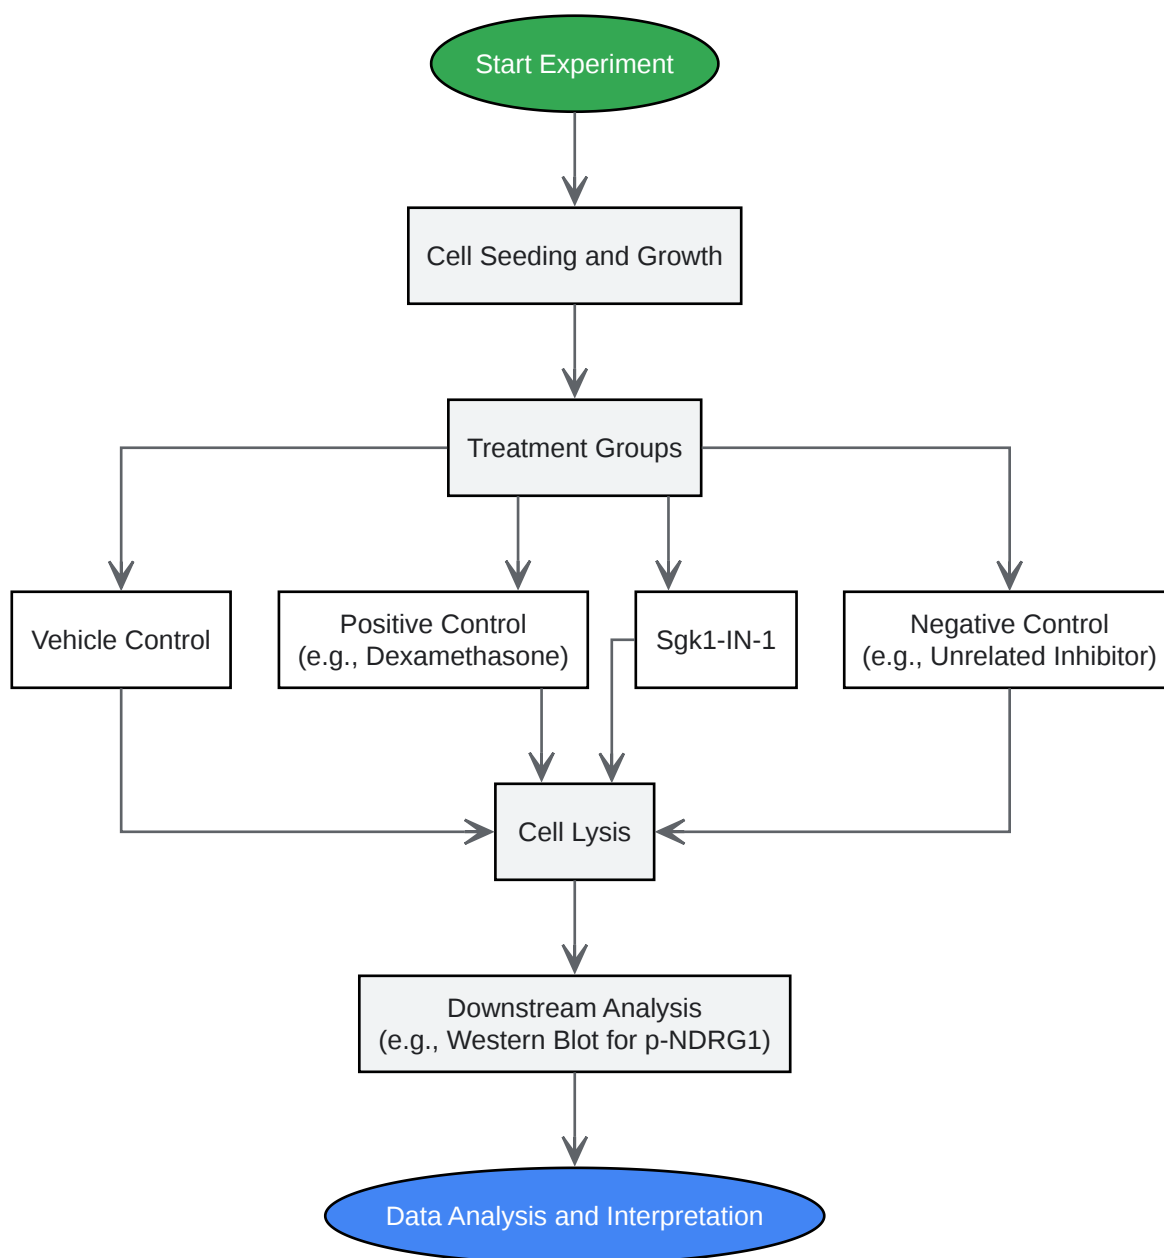 Start Experiment
Cell Seeding and Growth
Treatment Groups
Vehicle Control
Positive Control
(e.g., Dexamethasone)
Sgk1-IN-1
Negative Control
(e.g., Unrelated Inhibitor)
Cell Lysis
Downstream Analysis
(e.g., Western Blot for p-NDRG1)
Data Analysis and Interpretation